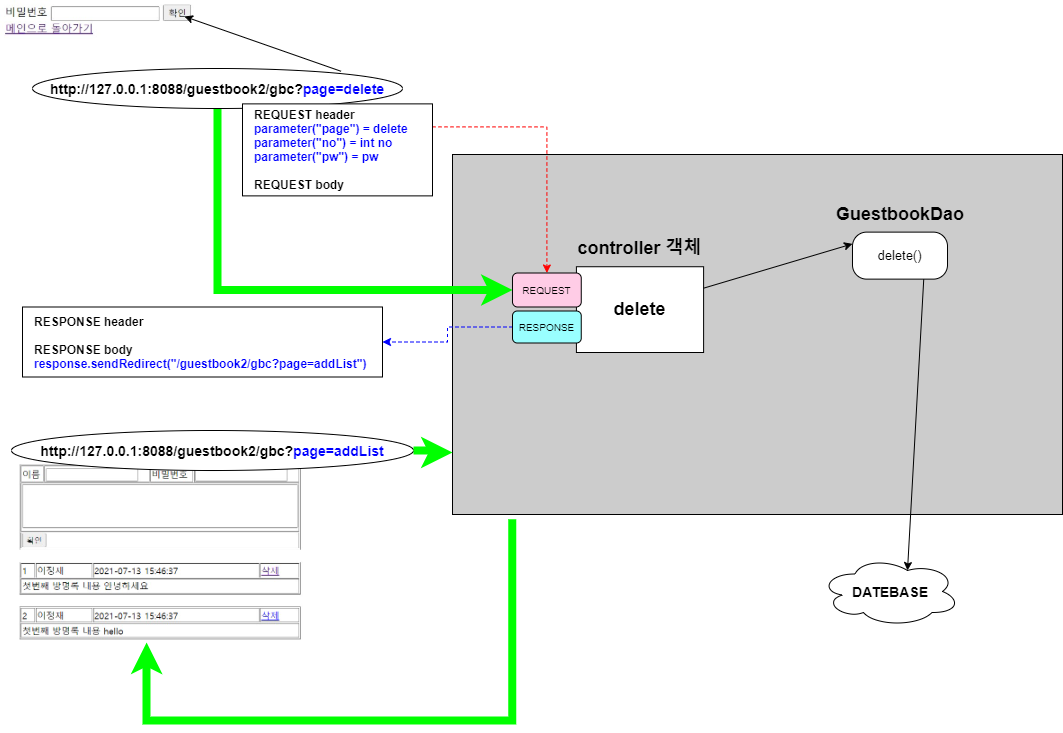 비밀번호 확인
메인으로 돌아가기
http://127.0.0.1:8088/guestbook2/gbc?page=delete
REQUEST header
parameter("page") = delete
parameter("no") = int no
parameter("pw") = pw
REQUEST body
GuestbookDao
delete()
controller 객체
REQUEST
delete
RESPONSE
RESPONSE header
RESPONSE body
response.sendRedirect("/guestbook2/gbc?page=addList")
http://127.0.0.1:8088/guestbook2/gbc?page=addList
이름 비밀번호
확인
1 이정재 2021-07-13 15:46:37 삭제
첫번째 방명록 내용 안녕하세요
2 이정재 2021-07-13 15:46:37 삭제
첫번째 방명록 내용 hello
DATEBASE